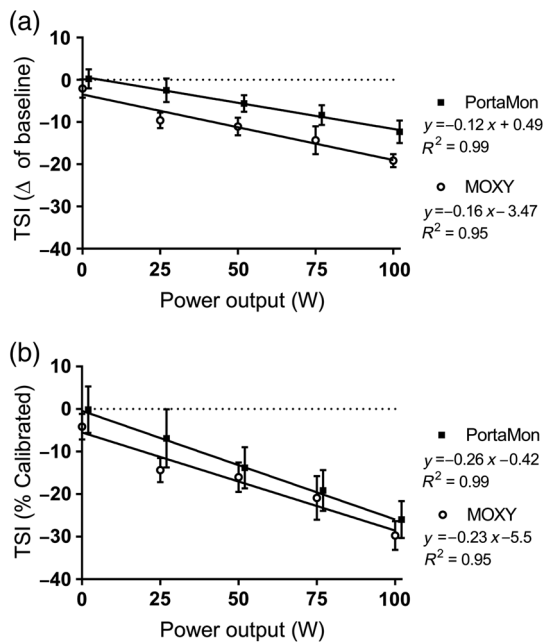 (a)
10
0
−10
−20
−30
−40
TSI (Δ of baseline)
0 25 50 75 100
Power output (W)
PortaMon
y=−0.12 x + 0.49
R² = 0.99
MOXY
y=−0.16 x− 3.47
R² = 0.95
(b)
10
0
−10
−20
−30
−40
TSI (% Calibrated)
0 25 50 75 100
Power output (W)
PortaMon
y=−0.26 x−0.42
R² = 0.99
MOXY
y=−0.23 x−5.5
R² = 0.95